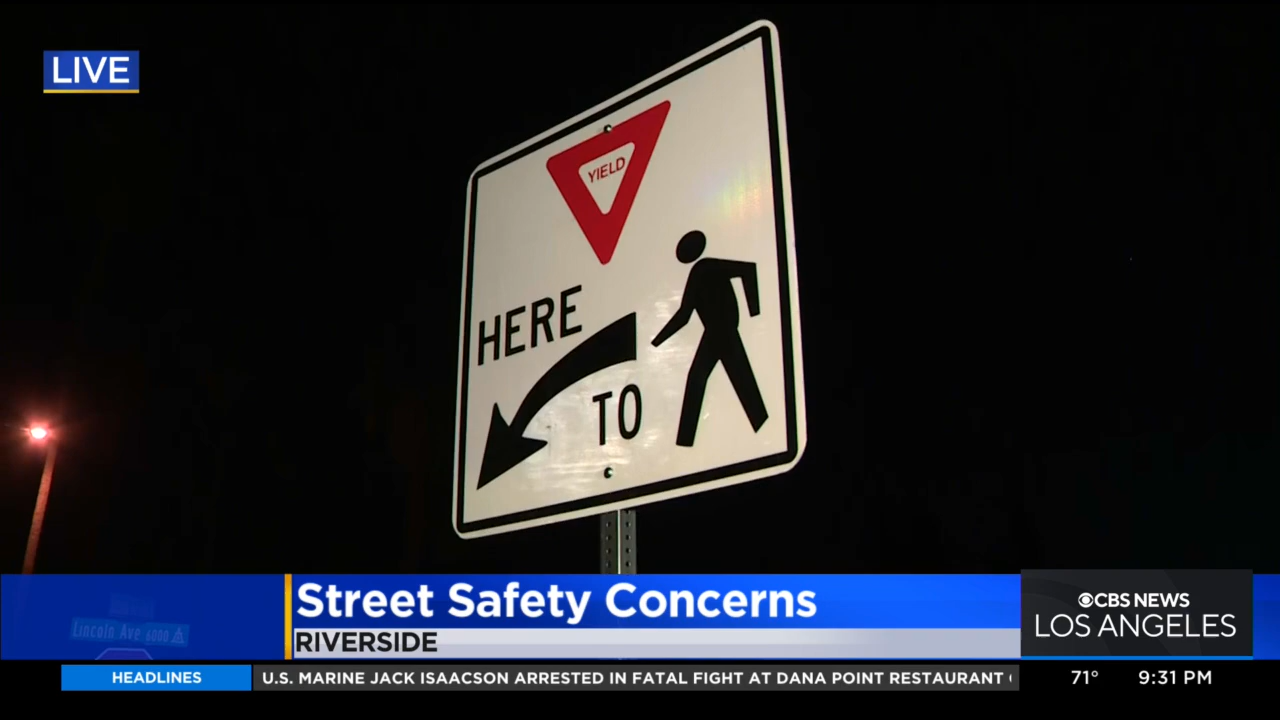 LIVE
YIELD
HERE
TO
Lincoln Ave 6000
Street Safety Concerns
RIVERSIDE
CBS NEWS
LOS ANGELES
HEADLINES
U.S. MARINE JACK ISAACSON ARRESTED IN FATAL FIGHT AT DANA POINT RESTAURANT
71°
9:31 PM